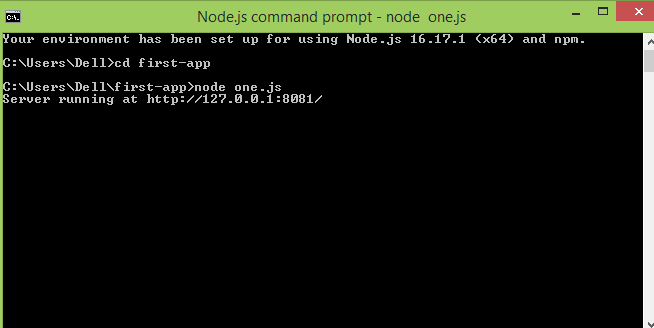 Node.js command prompt - node  one.js
Your environment has been set up for using Node.js 16.17.1 (x64) and npm.
C:\Users\Dell>cd first-app
C:\Users\Dell\first-app>node one.js
Server running at http://127.0.0.1:8081/